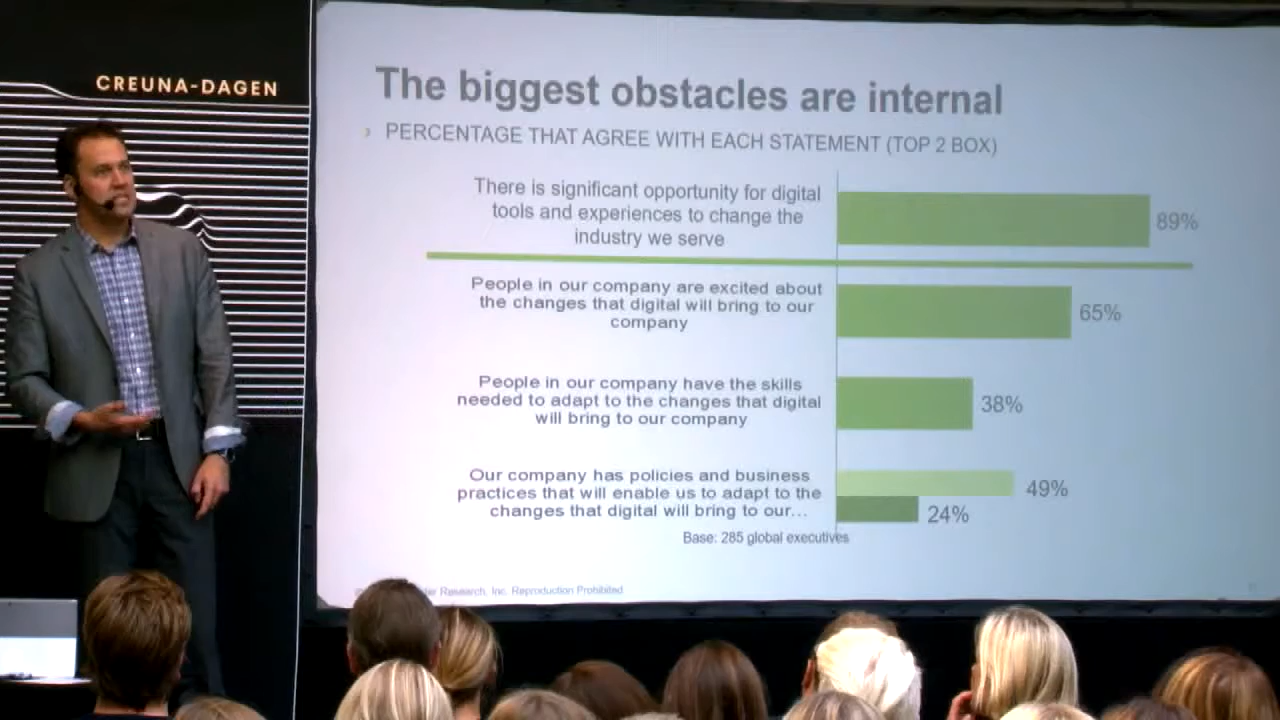 CREUNA-DAGEN
The biggest obstacles are internal
› PERCENTAGE THAT AGREE WITH EACH STATEMENT (TOP 2 BOX)
There is significant opportunity for digital
tools and experiences to change the
industry we serve
89%
People in our company are excited about
the changes that digital will bring to our
company
65%
People in our company have the skills
needed to adapt to the changes that digital
will bring to our company
38%
Our company has policies and business
practices that will enable us to adapt to the
changes that digital will bring to our…
49%
24%
Base: 285 global executives
Research, Inc. Reproduction Prohibited